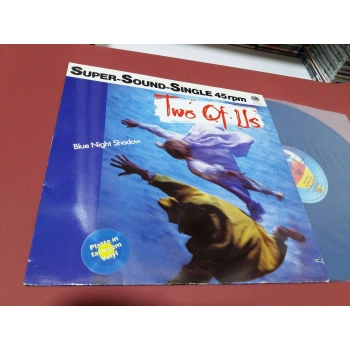 SUPER-SOUND-SINGLE 45rpm
Two Of Us
Blue Night Shadow
Platte in
farbigem
Vinyl